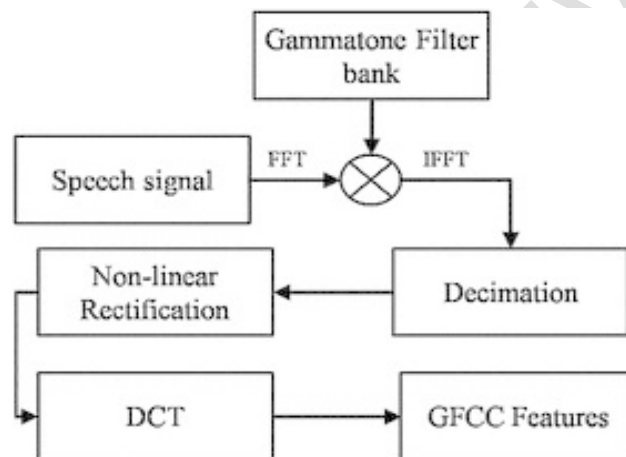 Gammatone Filter
bank
Speech signal
FFT
IFFT
Non-linear
Rectification
Decimation
DCT
GFCC Features